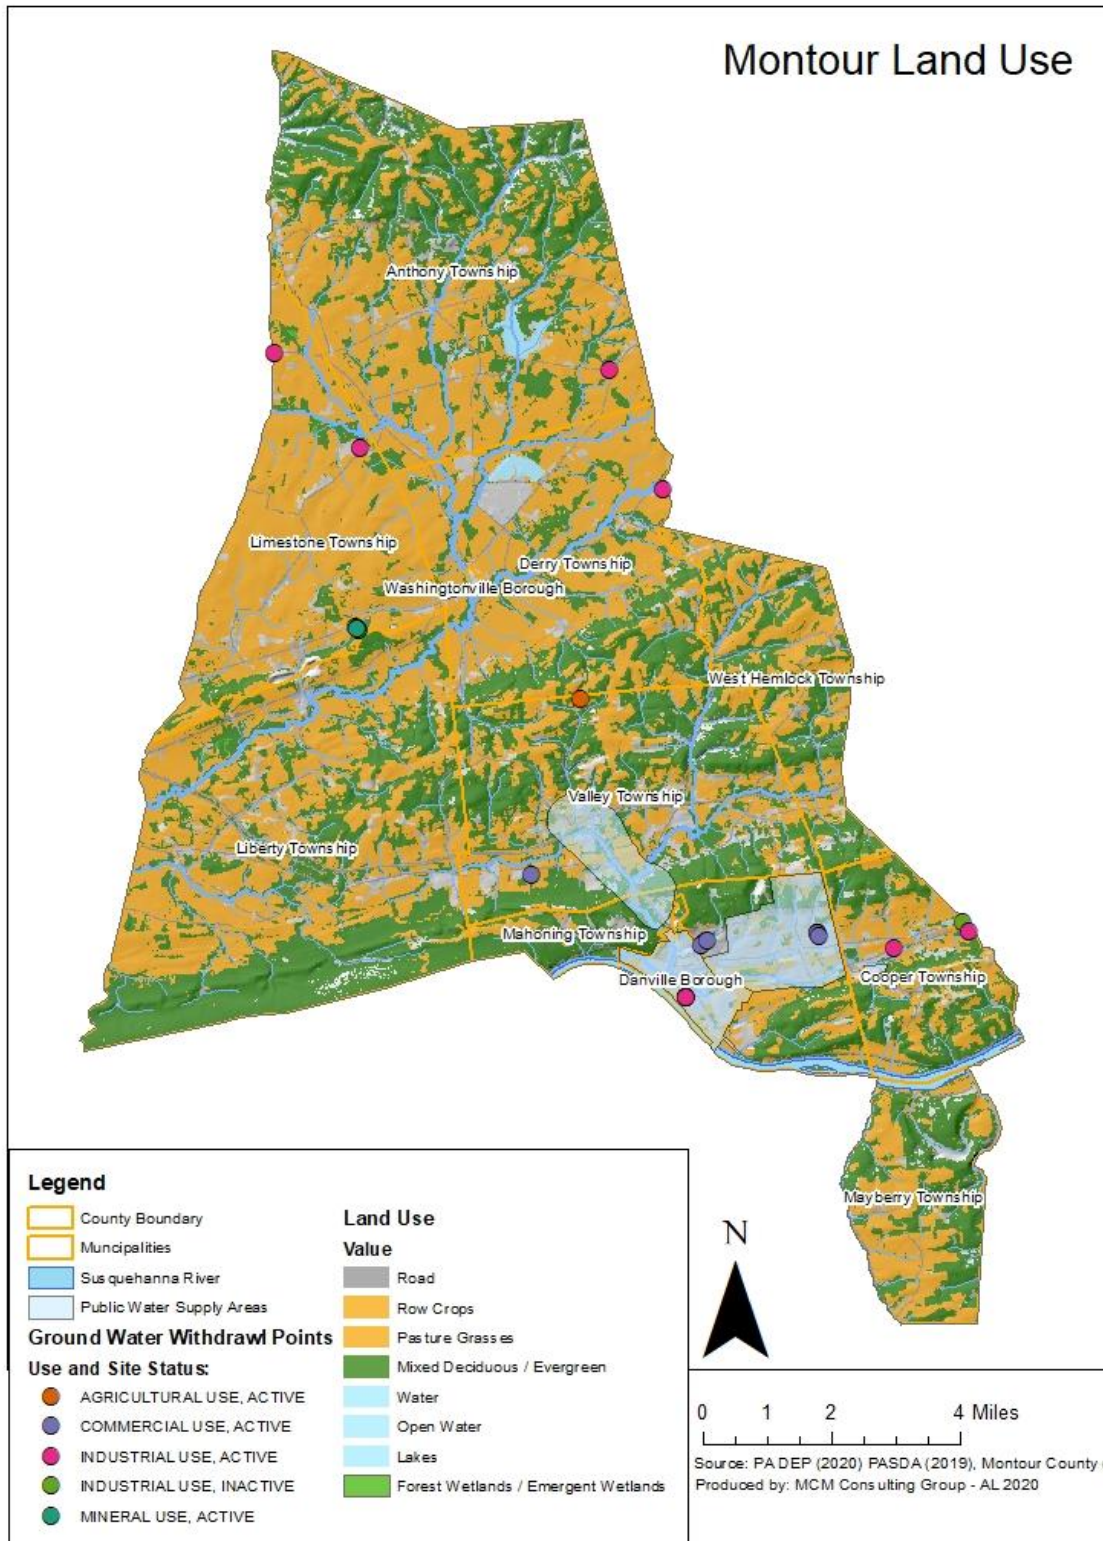 Montour Land Use
Anthony Township
Limestone Township
Derry Township
Washingtonville Borough
West Hemlock Township
Valley Township
Liberty Township
Mahoning Township
Danville Borough
Cooper Township
Mayberry Township
Legend
County Boundary
Muncipalities
Susquehanna River
Public Water Supply Areas
Ground Water Withdrawl Points
Use and Site Status:
AGRICULTURAL USE, ACTIVE
COMMERCIAL USE, ACTIVE
INDUSTRIAL USE, ACTIVE
INDUSTRIAL USE, INACTIVE
MINERAL USE, ACTIVE
Land Use
Value
Road
Row Crops
Pasture Grasses
Mixed Deciduous / Evergreen
Water
Open Water
Lakes
Forest Wetlands / Emergent Wetlands
N
0 1 2 4 Miles
Source: PA DEP (2020) PASDA (2019), Montour County (
Produced by: MCM Consulting Group - AL 2020